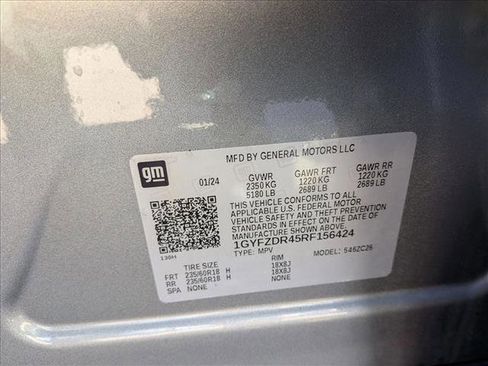 MFD BY GENERAL MOTORS LLC
gm
01/24
GVWR GAWR FRT GAWR RR
2350 KG 1220 KG 1220 KG
5180 LB 2689 LB 2689 LB
THIS VEHICLE CONFORMS TO ALL
APPLICABLE U.S. FEDERAL MOTOR
VEHICLE SAFETY AND THEFT PREVENTION
STANDARDS IN EFFECT ON THE DATE OF
MANUFACTURE SHOWN ABOVE.
1GYFZDR45RF156424
TYPE: MPV MODEL: 546ZC26
TIRE SIZE RIM
FRT 235/60R18 H 18X8J
RR 235/60R18 H 18X8J
SPA NONE NONE